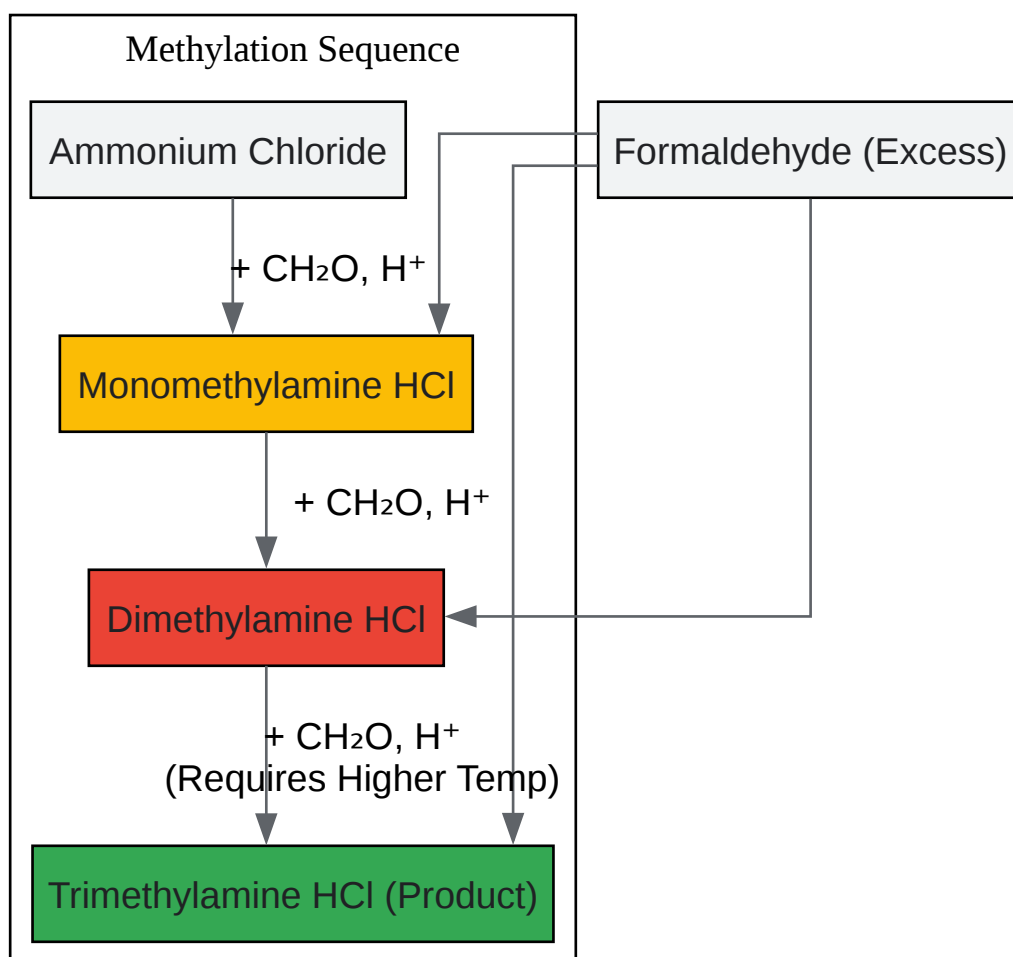 Methylation Sequence
Ammonium Chloride
Formaldehyde (Excess)
+ CH₂O, H⁺
Monomethylamine HCl
+ CH₂O, H⁺
Dimethylamine HCl
+ CH₂O, H⁺
(Requires Higher Temp)
Trimethylamine HCl (Product)